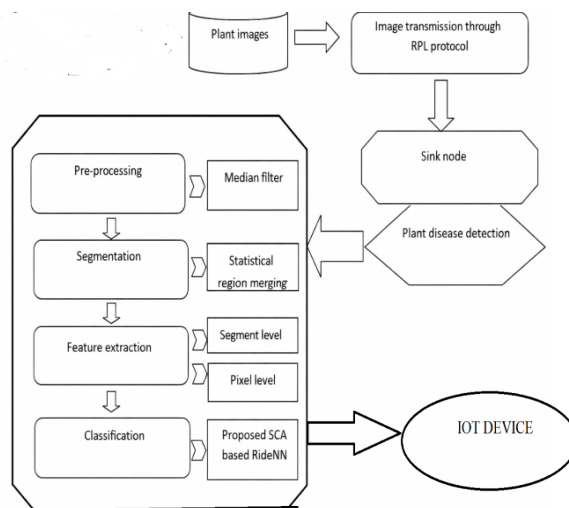 Plant images
Image transmission through
RPL protocol
Sink node
Plant disease detection
Pre-processing
Median filter
Segmentation
Statistical
region merging
Feature extraction
Segment level
Pixel level
Classification
Proposed SCA
based RideNN
IOT DEVICE